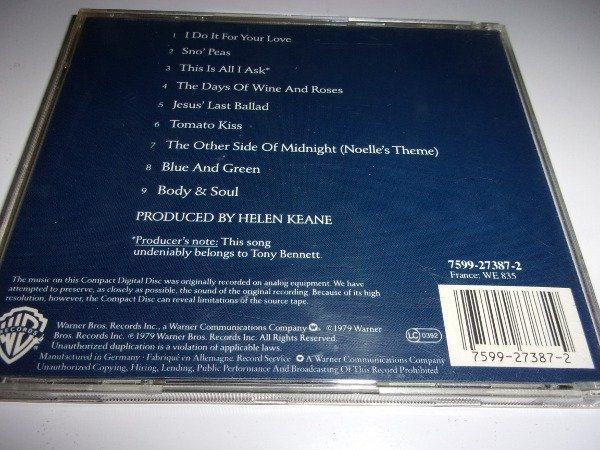 1 I Do It For Your Love
2 Sno' Peas
3 This Is All I Ask*
4 The Days Of Wine And Roses
5 Jesus' Last Ballad
6 Tomato Kiss
7 The Other Side Of Midnight (Noelle's Theme)
8 Blue And Green
9 Body & Soul
PRODUCED BY HELEN KEANE
*Producer's note: This song
undeniably belongs to Tony Bennett.
7599-27387-2
France: WE 835
The music on this Compact Digital Disc was originally recorded on analog equipment. We have
attempted to preserve, as closely as possible, the sound of the original recording. Because of its high
resolution, however, the Compact Disc can reveal limitations of the source tape.
WB
RECORDS
Warner Bros. Records Inc., a Warner Communications Company. ©1979 Warner
Bros. Records Inc. ℗1979 Warner Bros. Records Inc. All Rights Reserved.
Unauthorized duplication is a violation of applicable laws.
Manufactured in Germany · Fabriqué en Allemagne. Record Service A Warner Communications Company
Unauthorized Copying, Hiring, Lending, Public Performance And Broadcasting Of This Record Prohibited
LC 0392
7599-27387-2